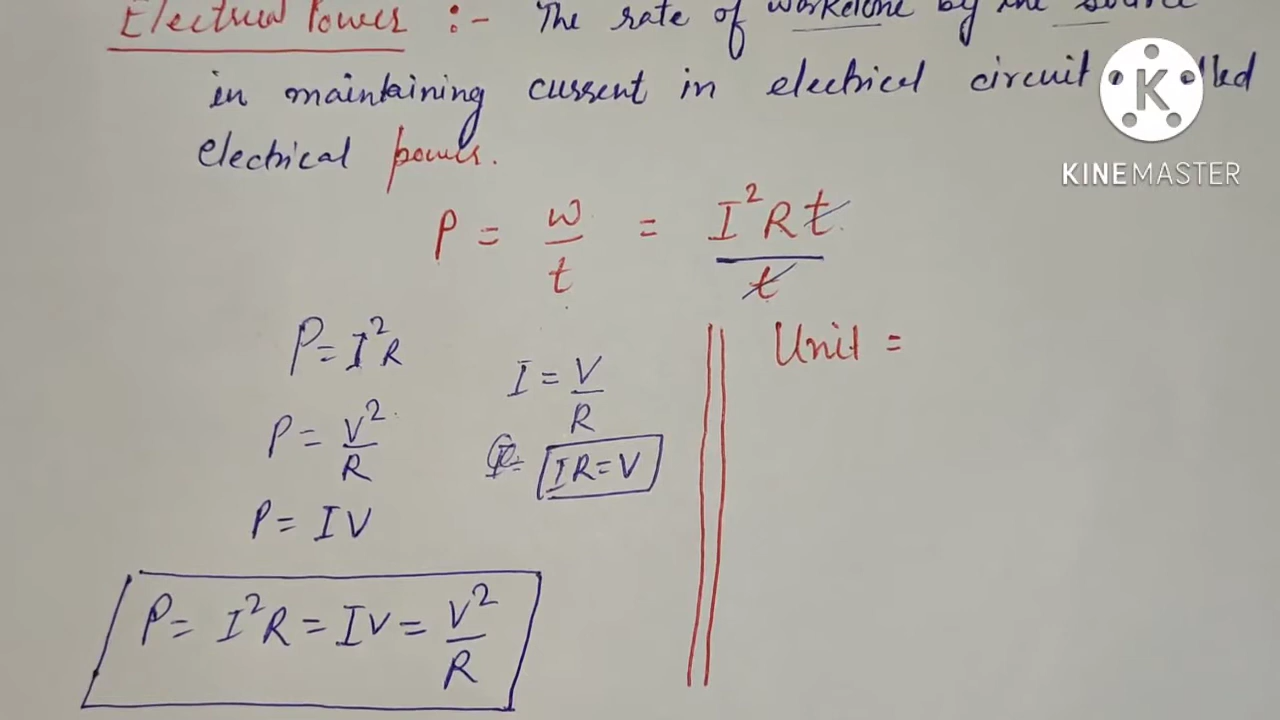 Electrical Power :- The rate of workdone by the source
in maintaining current in electrical circuit
electrical power.
K
KINEMASTER
P = w/t = I²Rt/t
P = I²R
Unit =
I = V/R
P = V²/R
IR = V
P = IV
P = I²R = IV = V²/R